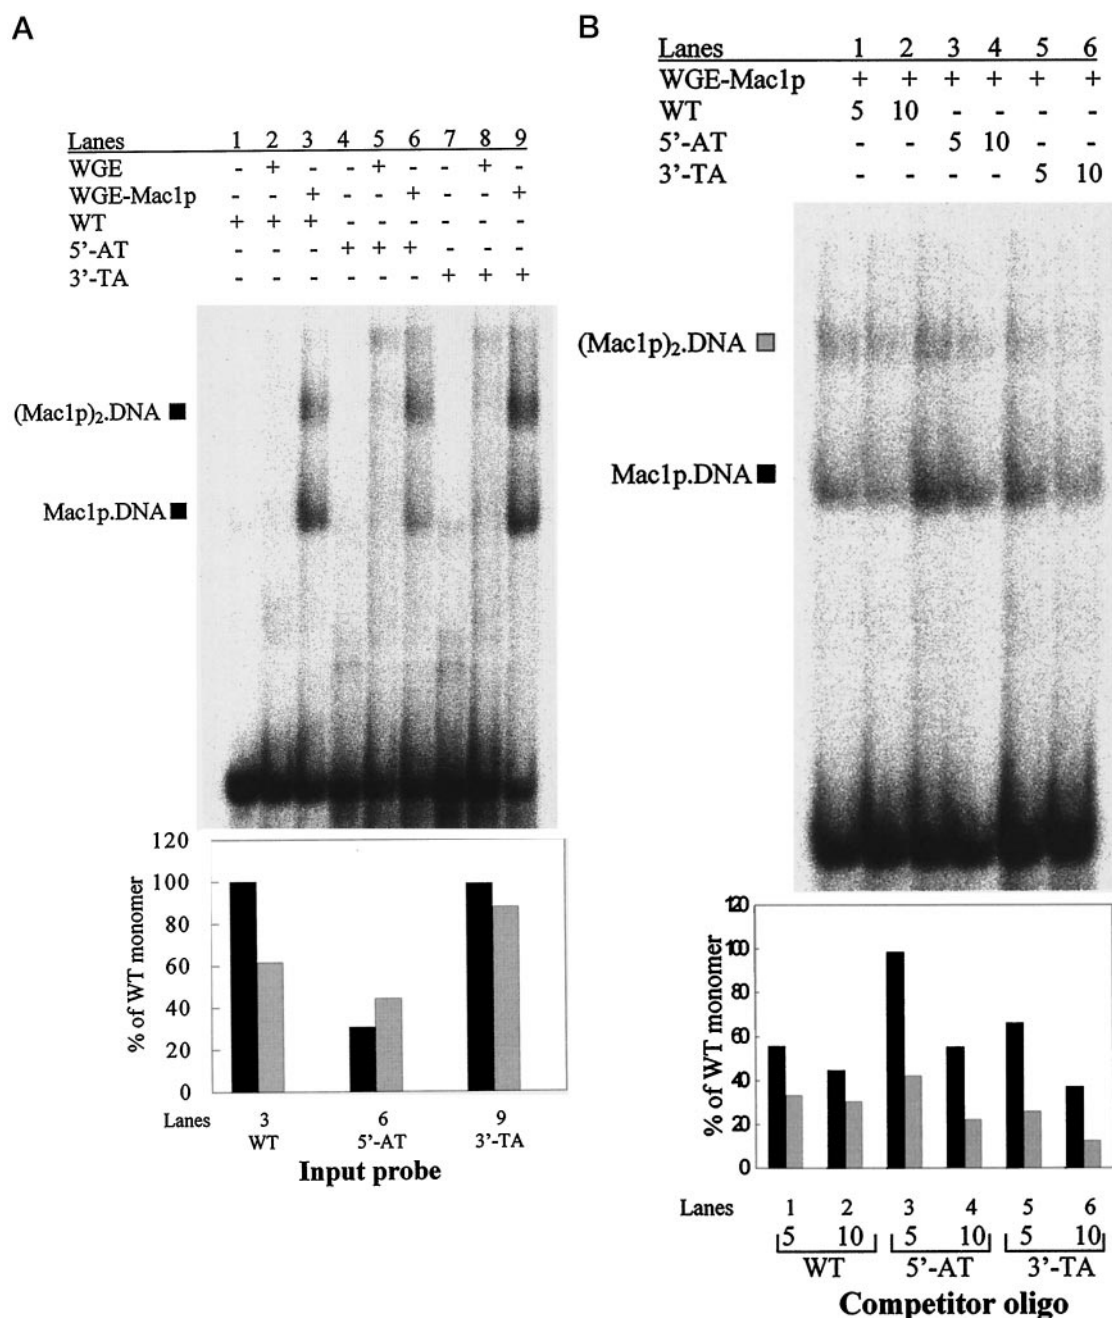 A
Lanes 1 2 3 4 5 6 7 8 9
WGE - + - - + - - + -
WGE-Mac1p - - + - - + - - +
WT + + + - - - - - -
5’-AT - - - + + + - - -
3’-TA - - - - - - + + +
(Mac1p)₂.DNA
Mac1p.DNA
120
100
80
60
40
20
0
% of WT monomer
Lanes 3 6 9
WT 5’-AT 3’-TA
Input probe
B
Lanes 1 2 3 4 5 6
WGE-Mac1p + + + + + +
WT 5 10 - - - -
5’-AT - - 5 10 - -
3’-TA - - - - 5 10
(Mac1p)₂.DNA
Mac1p.DNA
120
100
80
60
40
20
0
% of WT monomer
Lanes 1 2 3 4 5 6
5 10 5 10 5 10
WT 5’-AT 3’-TA
Competitor oligo